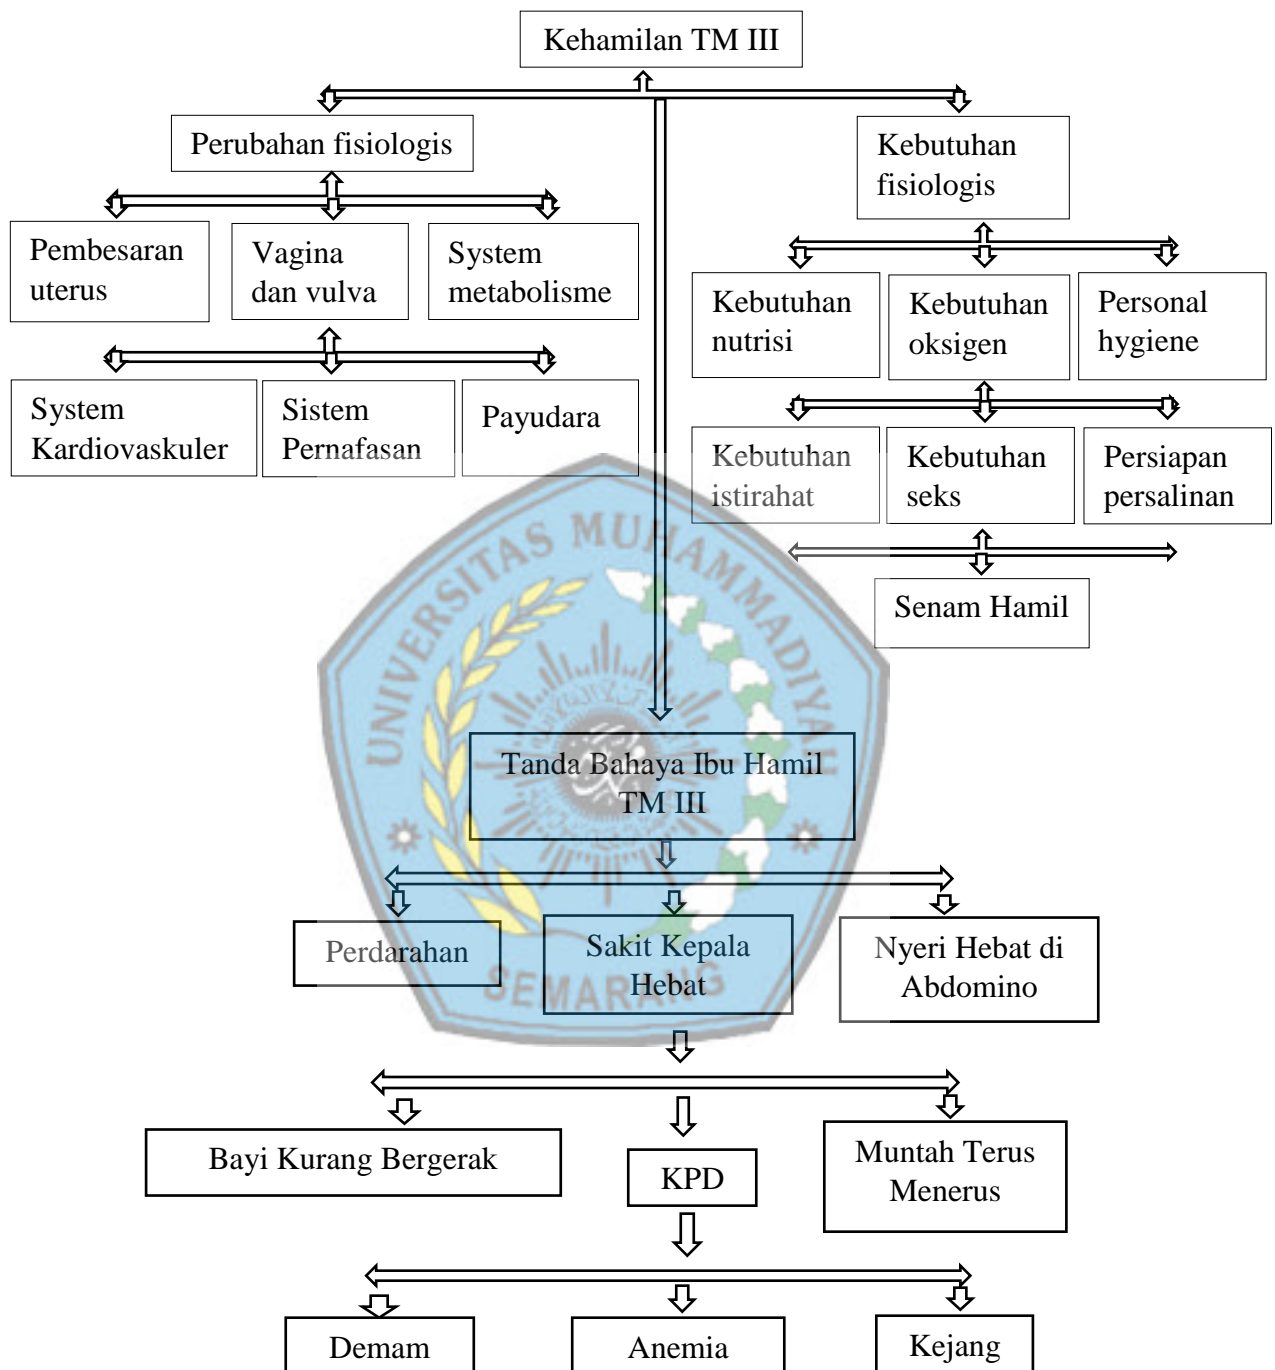 Kehamilan TM III
Perubahan fisiologis
Kebutuhan
fisiologis
Pembesaran
uterus
Vagina
dan vulva
System
metabolisme
Kebutuhan
nutrisi
Kebutuhan
oksigen
Personal
hygiene
System
Kardiovaskuler
Sistem
Pernafasan
Payudara
Kebutuhan
istirahat
Kebutuhan
seks
Persiapan
persalinan
Senam Hamil
UNIVERSITAS MUHAMMADIYAH
SEMARANG
Tanda Bahaya Ibu Hamil
TM III
Perdarahan
Sakit Kepala
Hebat
Nyeri Hebat di
Abdomino
Bayi Kurang Bergerak
KPD
Muntah Terus
Menerus
Demam
Anemia
Kejang